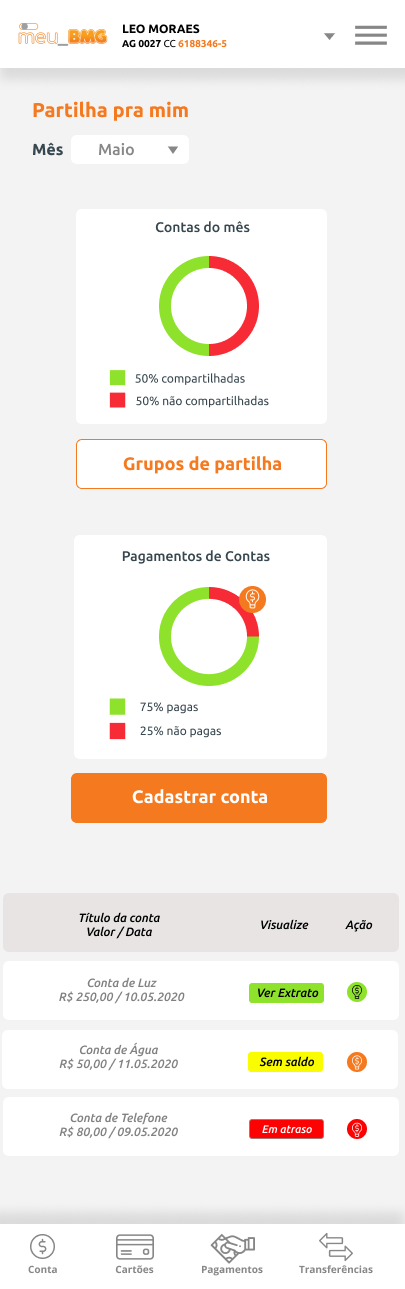 meu_BMG
LEO MORAES
AG 0027 CC 6188346-5
Partilha pra mim
Mês Maio
Contas do mês
50% compartilhadas
50% não compartilhadas
Grupos de partilha
Pagamentos de Contas
75% pagas
25% não pagas
Cadastrar conta
Título da conta
Valor / Data
Visualize
Ação
Conta de Luz
R$ 250,00 / 10.05.2020
Ver Extrato
Conta de Água
R$ 50,00 / 11.05.2020
Sem saldo
Conta de Telefone
R$ 80,00 / 09.05.2020
Em atraso
Conta
Cartões
Pagamentos
Transferências